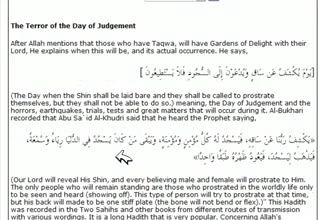 The Terror of the Day of Judgement
After Allah mentions that those who have Taqwa, will have Gardens of Delight with their
Lord, He explains when this will be, and its actual occurrence. He says,
[يَوْمَ يُكْشَفُ عَن سَاقٍ وَيُدْعَوْنَ إِلَى السُّجُودِ فَلاَ يَسْتَطِيعُونَ]
(The Day when the Shin shall be laid bare and they shall be called to prostrate
themselves, but they shall not be able to do so.) meaning, the Day of Judgement and the
horrors, earthquakes, trials, tests and great matters that will occur during it. Al-Bukhari
recorded that Abu Sa`id Al-Khudri said that he heard the Prophet saying,
«يَكْشِفُ رَبُّنَا عَنْ سَاقِهِ، فَيَسْجُدُ لَهُ كُلُّ مُؤْمِنٍ وَمُؤْمِنَةٍ، وَيَبْقَى مَنْ كَانَ يَسْجُدُ فِي الدُّنْيَا رِيَاءً وَسُمْعَةً،
فَيَذْهَبُ لِيَسْجُدَ، فَيَعُودُ ظَهْرُهُ طَبَقًا وَاحِدًا»
(Our Lord will reveal His Shin, and every believing male and female will prostrate to Him.
The only people who will remain standing are those who prostrated in the worldly life only
to be seen and heard (showing off). This type of person will try to prostrate at that time,
but his back will made to be one stiff plate (the bone will not bend or flex).)" This Hadith
was recorded in the Two Sahihs and other books from different routes of transmission
with various wordings. It is a long Hadith that is very popular. Concerning Allah's